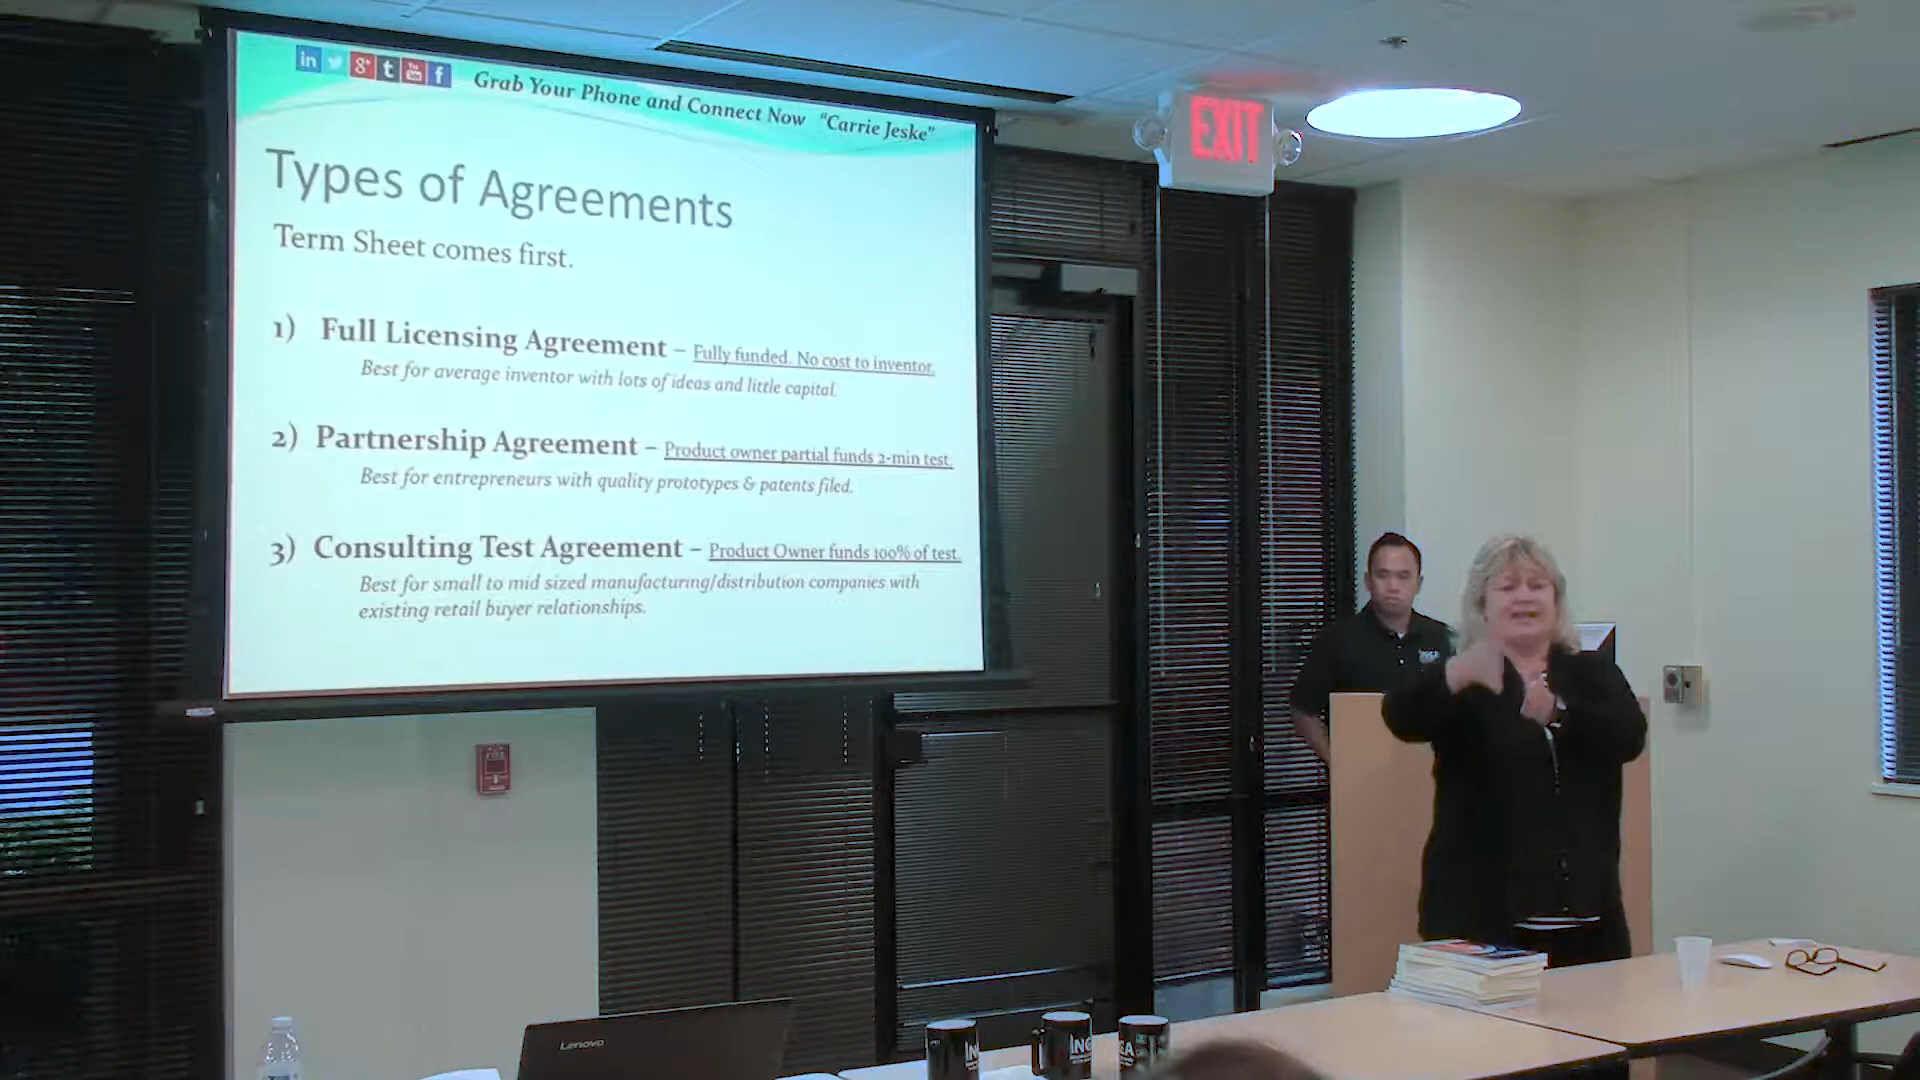 in g+ t You Tube f Grab Your Phone and Connect Now "Carrie Jeske"
EXIT
Types of Agreements
Term Sheet comes first.
1) Full Licensing Agreement – Fully funded. No cost to inventor.
Best for average inventor with lots of ideas and little capital.
2) Partnership Agreement – Product owner partial funds 2-min test.
Best for entrepreneurs with quality prototypes & patents filed.
3) Consulting Test Agreement – Product Owner funds 100% of test.
Best for small to mid sized manufacturing/distribution companies with
existing retail buyer relationships.
Lenovo